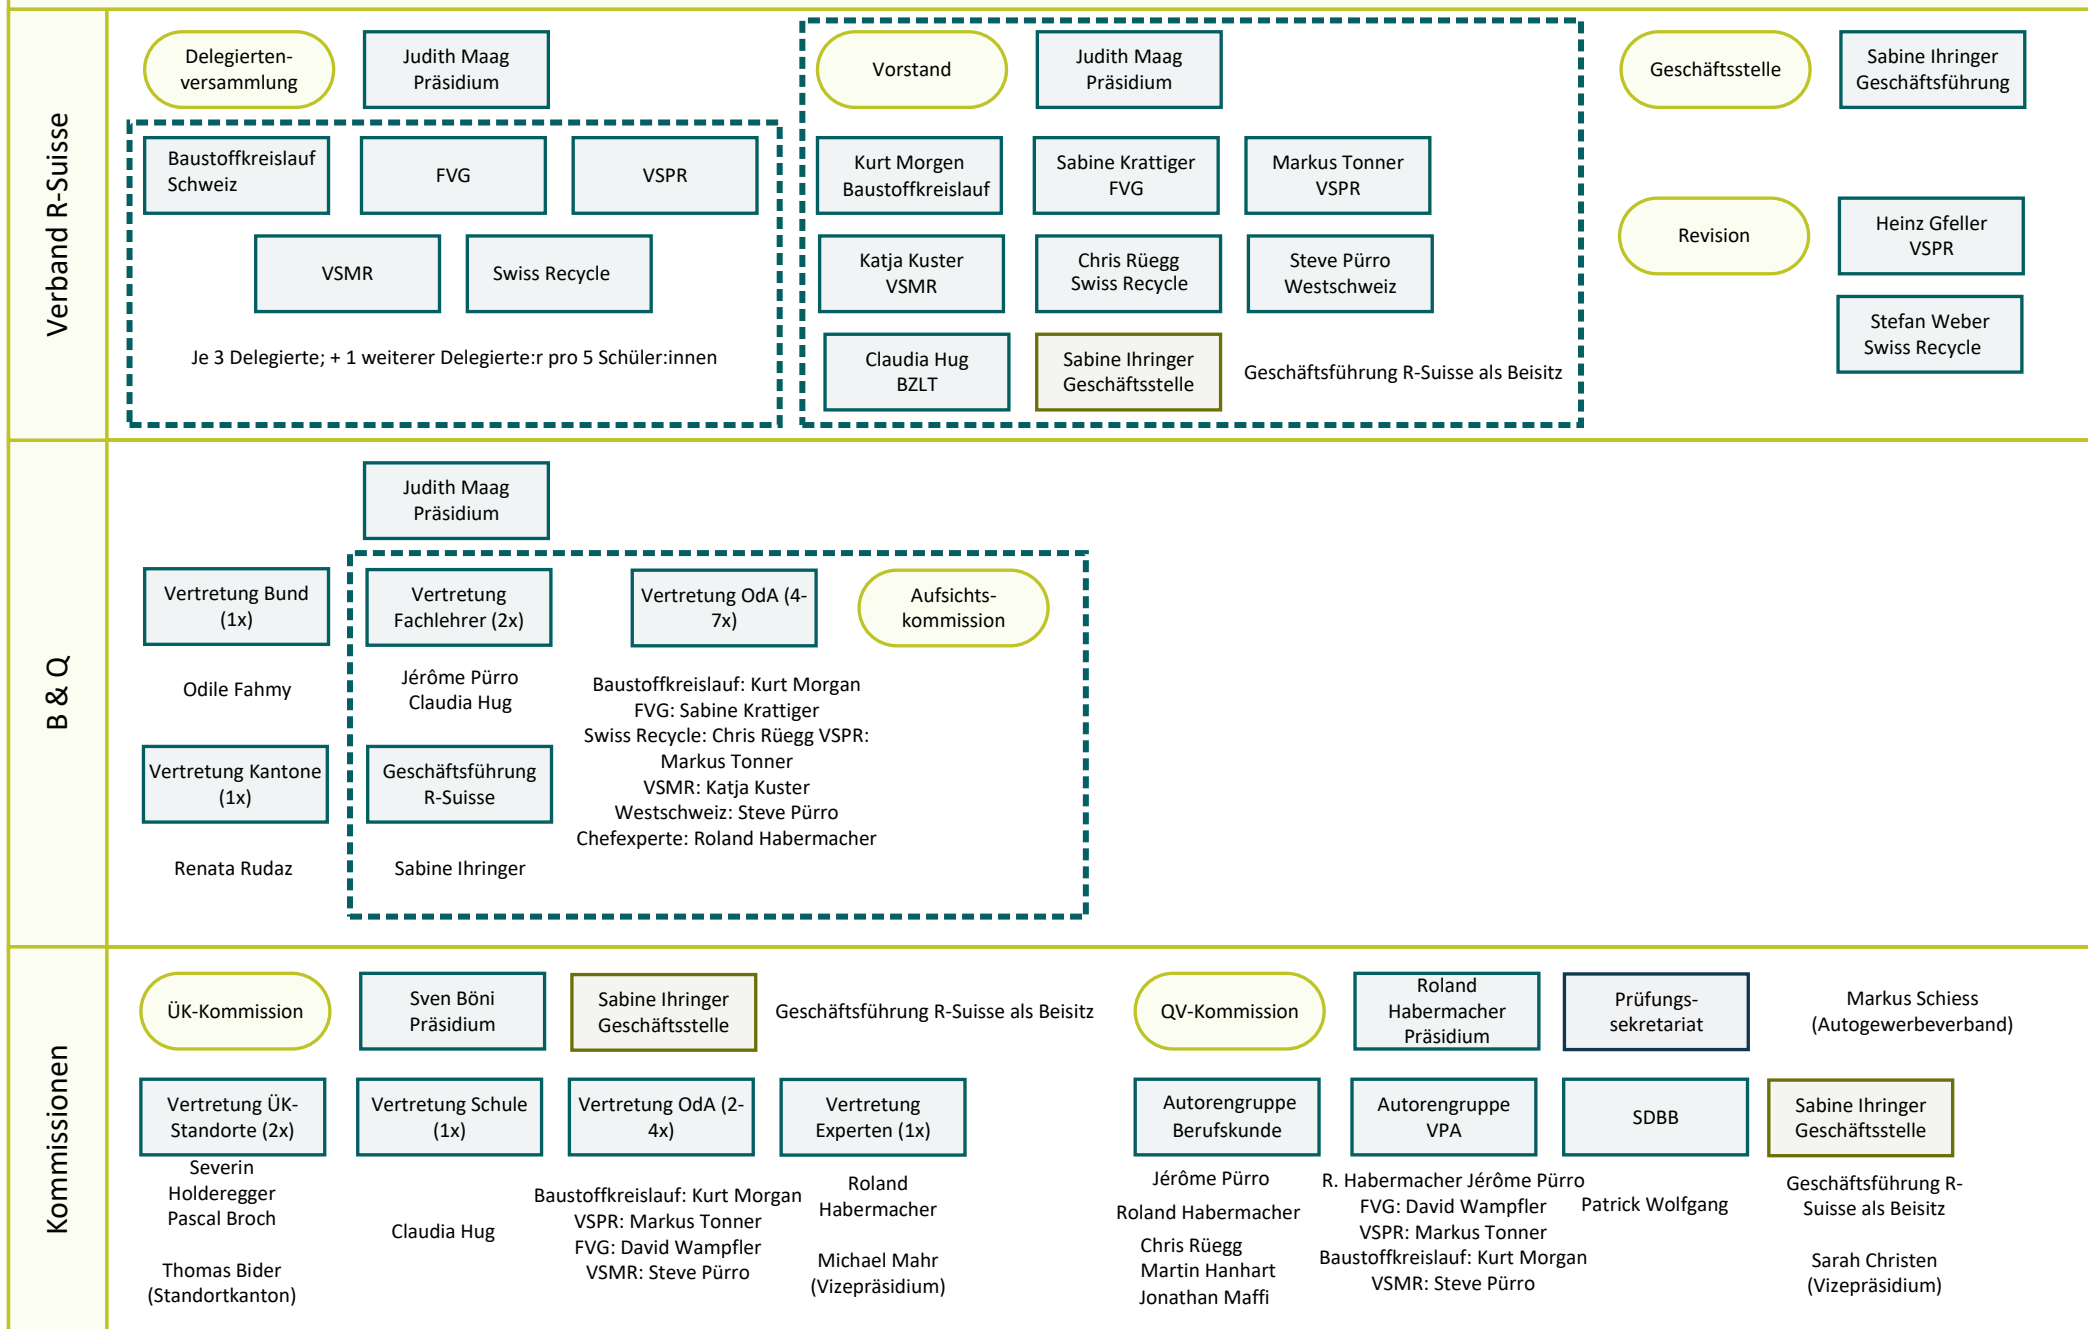 Verband R-Suisse
Delegierten-
versammlung
Judith Maag
Präsidium
Baustoffkreislauf
Schweiz
FVG
VSPR
VSMR
Swiss Recycle
Je 3 Delegierte; + 1 weiterer Delegierte:r pro 5 Schüler:innen
Vorstand
Judith Maag
Präsidium
Kurt Morgen
Baustoffkreislauf
Sabine Krattiger
FVG
Markus Tonner
VSPR
Katja Kuster
VSMR
Chris Rüegg
Swiss Recycle
Steve Pürro
Westschweiz
Claudia Hug
BZLT
Sabine Ihringer
Geschäftsstelle
Geschäftsführung R-Suisse als Beisitz
Geschäftsstelle
Sabine Ihringer
Geschäftsführung
Revision
Heinz Gfeller
VSPR
Stefan Weber
Swiss Recycle
B & Q
Judith Maag
Präsidium
Vertretung Bund
(1x)
Odile Fahmy
Vertretung Kantone
(1x)
Renata Rudaz
Vertretung
Fachlehrer (2x)
Jérôme Pürro
Claudia Hug
Geschäftsführung
R-Suisse
Sabine Ihringer
Vertretung OdA (4-
7x)
Baustoffkreislauf: Kurt Morgan
FVG: Sabine Krattiger
Swiss Recycle: Chris Rüegg VSPR:
Markus Tonner
VSMR: Katja Kuster
Westschweiz: Steve Pürro
Chefexperte: Roland Habermacher
Aufsichts-
kommission
Kommissionen
ÜK-Kommission
Sven Böni
Präsidium
Sabine Ihringer
Geschäftsstelle
Geschäftsführung R-Suisse als Beisitz
Vertretung ÜK-
Standorte (2x)
Severin
Holderegger
Pascal Broch
Thomas Bider
(Standortkanton)
Vertretung Schule
(1x)
Claudia Hug
Vertretung OdA (2-
4x)
Baustoffkreislauf: Kurt Morgan
VSPR: Markus Tonner
FVG: David Wampfler
VSMR: Steve Pürro
Vertretung
Experten (1x)
Roland
Habermacher
Michael Mahr
(Vizepräsidium)
QV-Kommission
Roland
Habermacher
Präsidium
Prüfungs-
sekretariat
Markus Schiess
(Autogewerbeverband)
Autorengruppe
Berufskunde
Jérôme Pürro
Roland Habermacher
Chris Rüegg
Martin Hanhart
Jonathan Maffi
Autorengruppe
VPA
R. Habermacher Jérôme Pürro
FVG: David Wampfler
VSPR: Markus Tonner
Baustoffkreislauf: Kurt Morgan
VSMR: Steve Pürro
SDBB
Patrick Wolfgang
Sabine Ihringer
Geschäftsstelle
Geschäftsführung R-
Suisse als Beisitz
Sarah Christen
(Vizepräsidium)